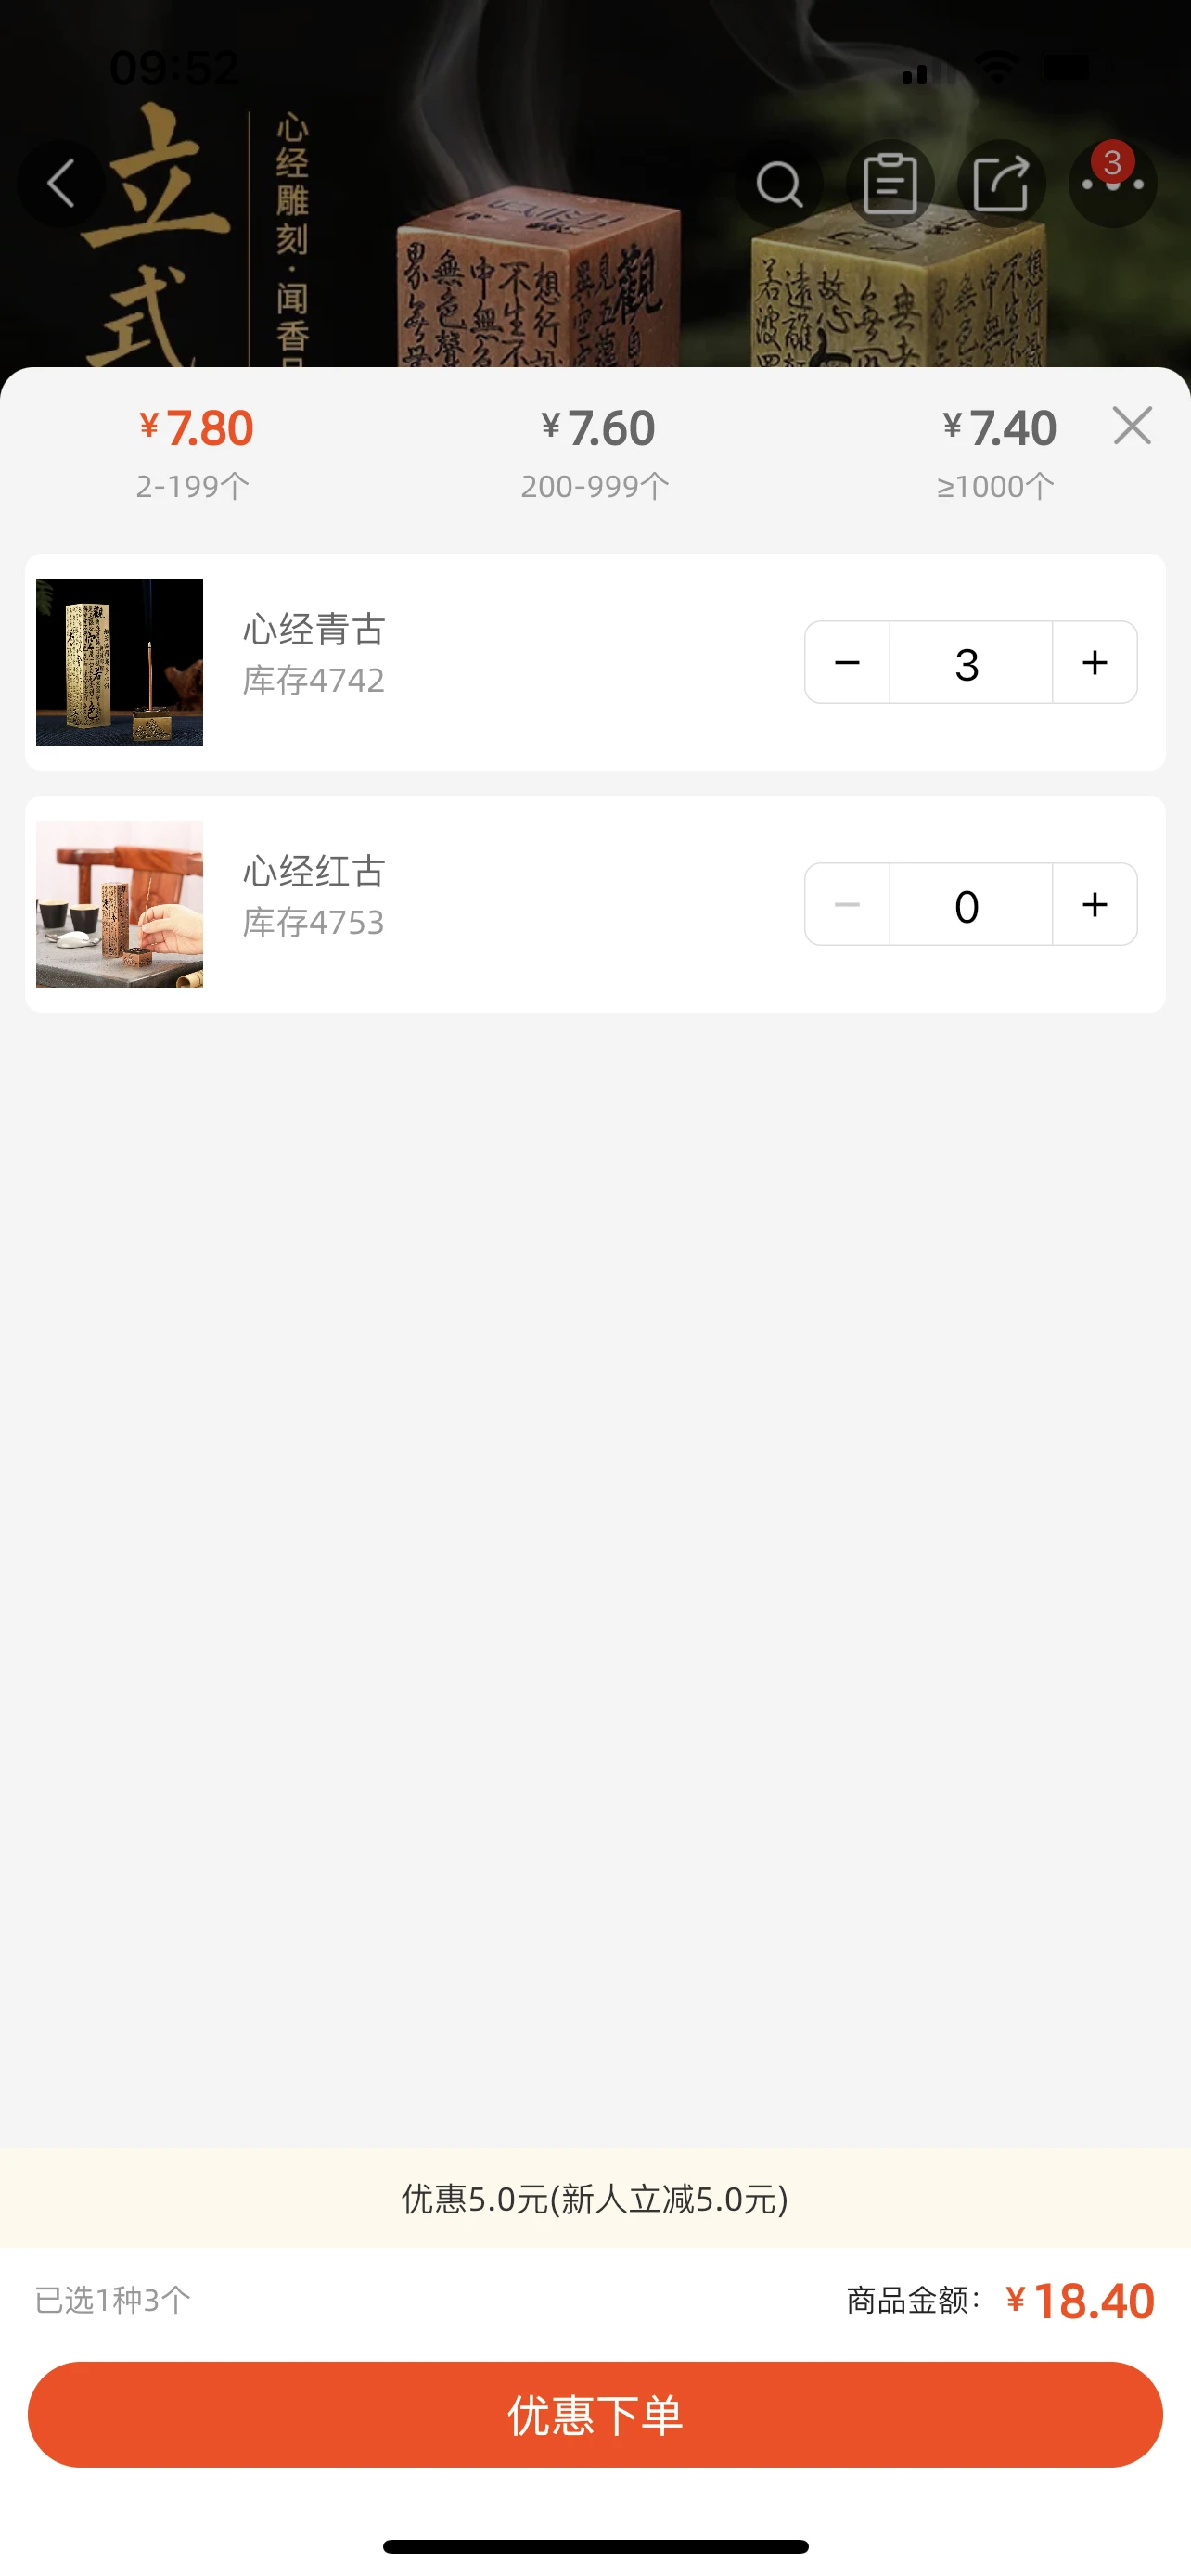 09:52
立式
心经雕刻·闻香
3
¥7.80
2-199个
¥7.60
200-999个
¥7.40
≥1000个
心经青古
库存4742
3
心经红古
库存4753
0
优惠5.0元(新人立减5.0元)
已选1种3个
商品金额：¥18.40
优惠下单